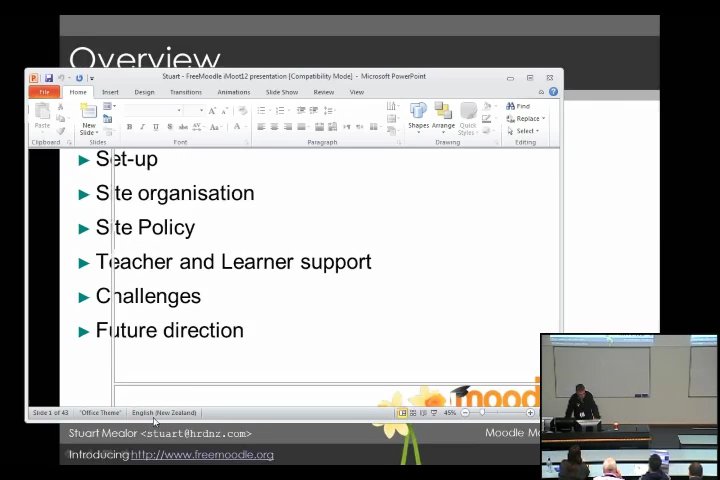 Overview
Stuart - FreeMoodle iMoot12 presentation [Compatibility Mode] - Microsoft PowerPoint
File Home Insert Design Transitions Animations Slide Show Review View
Paste New Slide Shapes Arrange Quick Styles Find Replace Select
Clipboard Slides Font Paragraph Drawing Editing
Set-up
Site organisation
Site Policy
Teacher and Learner support
Challenges
Future direction
mood
Slide 1 of 43 "Office Theme" English (New Zealand) 45%
Stuart Mealor <stuart@hrdnz.com> Moodle M
Introducing http://www.freemoodle.org